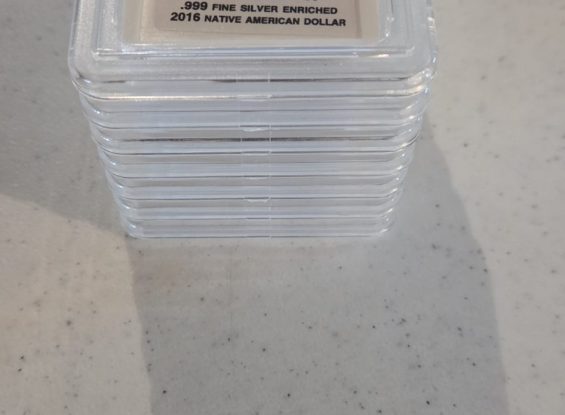 .999 FINE SILVER ENRICHED
2016 NATIVE AMERICAN DOLLAR